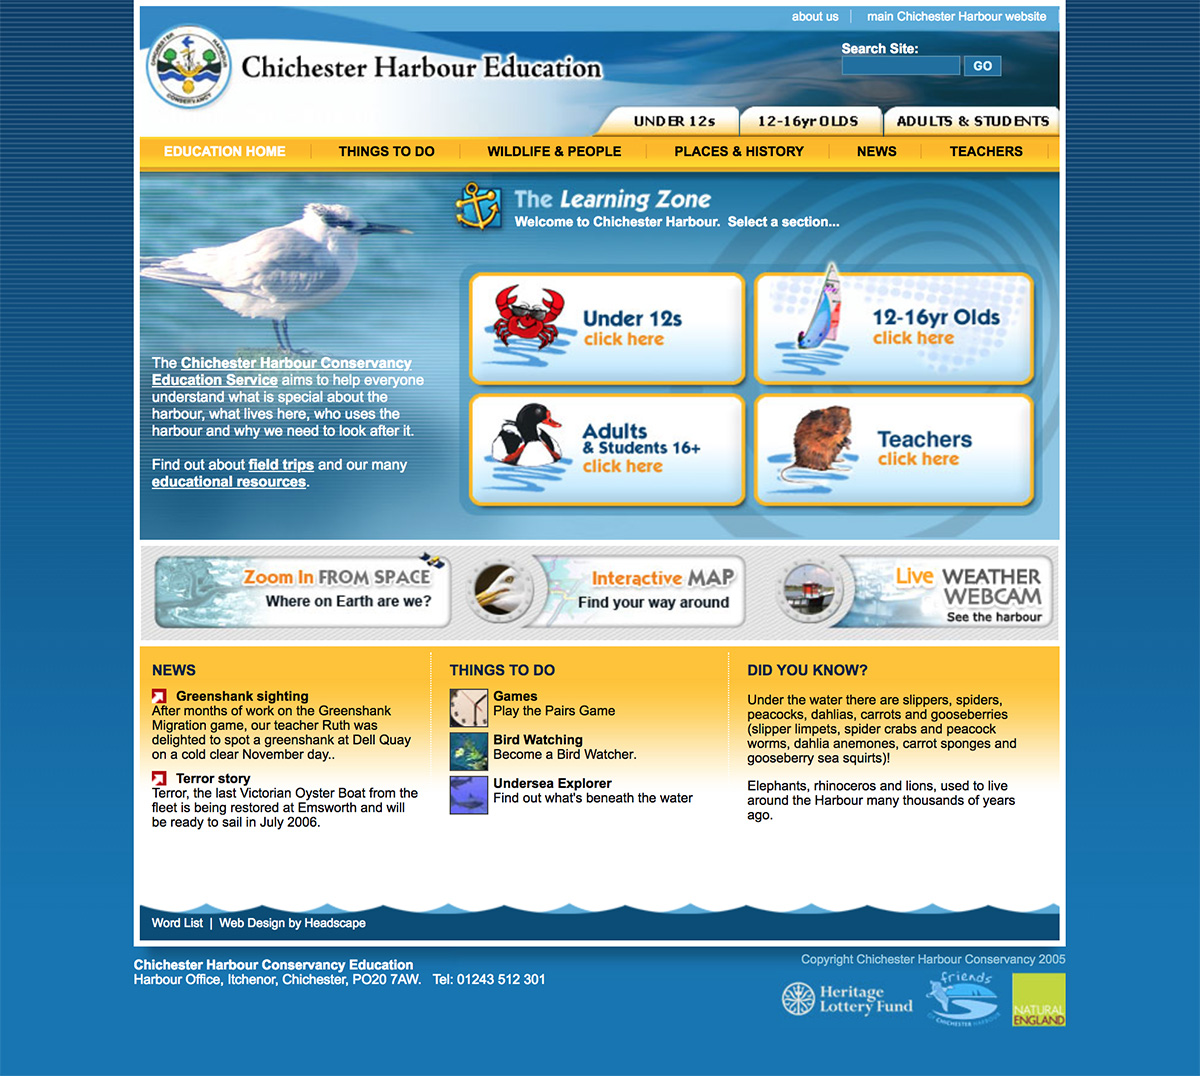 about us | main Chichester Harbour website
CHICHESTER HARBOUR
CONSERVANCY
Chichester Harbour Education
Search Site:
GO
UNDER 12s
12-16yr OLDS
ADULTS & STUDENTS
EDUCATION HOME
THINGS TO DO
WILDLIFE & PEOPLE
PLACES & HISTORY
NEWS
TEACHERS
The Learning Zone
Welcome to Chichester Harbour. Select a section...
The Chichester Harbour Conservancy
Education Service aims to help everyone
understand what is special about the
harbour, what lives here, who uses the
harbour and why we need to look after it.
Find out about field trips and our many
educational resources.
Under 12s
click here
12-16yr Olds
click here
Adults
& Students 16+
click here
Teachers
click here
Zoom In FROM SPACE
Where on Earth are we?
Interactive MAP
Find your way around
Live WEATHER
WEBCAM
See the harbour
NEWS
Greenshank sighting
After months of work on the Greenshank
Migration game, our teacher Ruth was
delighted to spot a greenshank at Dell Quay
on a cold clear November day..
Terror story
Terror, the last Victorian Oyster Boat from the
fleet is being restored at Emsworth and will
be ready to sail in July 2006.
THINGS TO DO
Games
Play the Pairs Game
Bird Watching
Become a Bird Watcher.
Undersea Explorer
Find out what's beneath the water
DID YOU KNOW?
Under the water there are slippers, spiders,
peacocks, dahlias, carrots and gooseberries
(slipper limpets, spider crabs and peacock
worms, dahlia anemones, carrot sponges and
gooseberry sea squirts)!
Elephants, rhinoceros and lions, used to live
around the Harbour many thousands of years
ago.
Word List | Web Design by Headscape
Chichester Harbour Conservancy Education
Harbour Office, Itchenor, Chichester, PO20 7AW. Tel: 01243 512 301
Copyright Chichester Harbour Conservancy 2005
Heritage
Lottery Fund
friends
OF CHICHESTER HARBOUR
NATURAL
ENGLAND